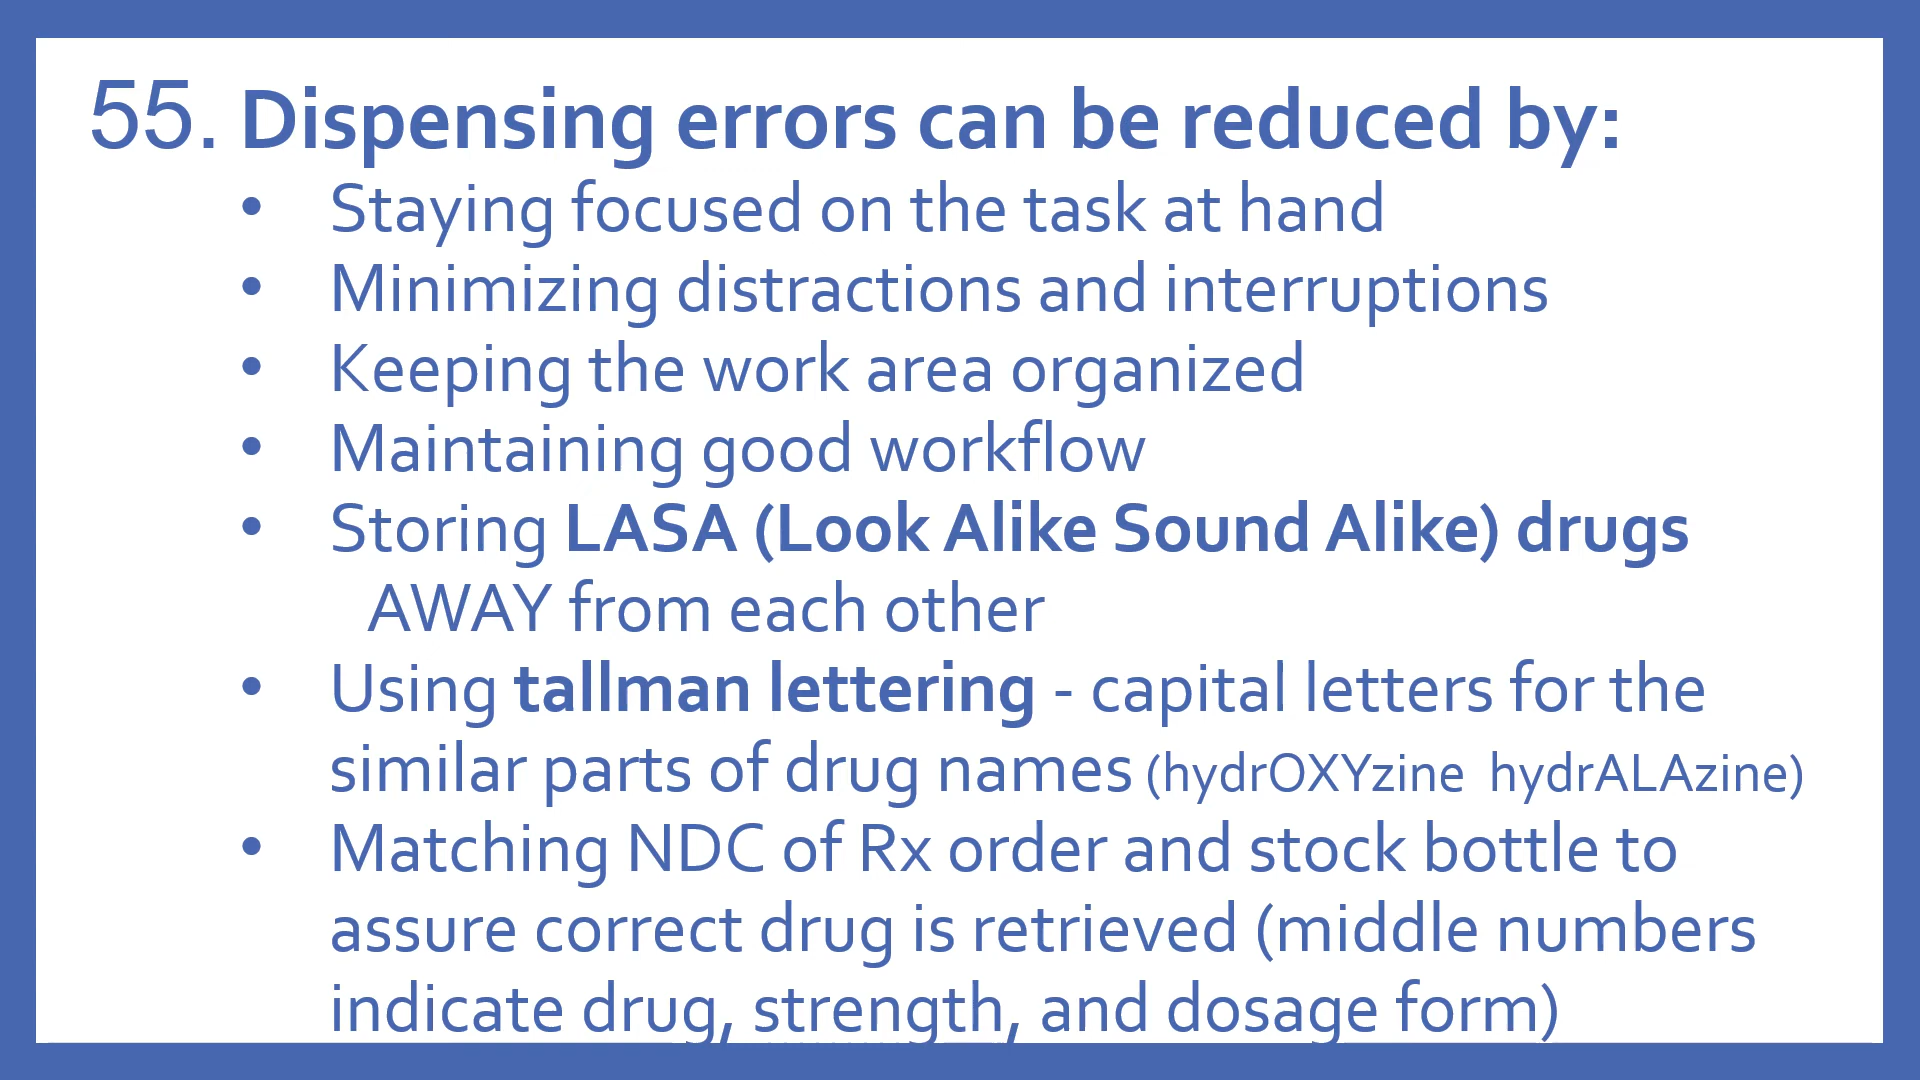 55. Dispensing errors can be reduced by:
• Staying focused on the task at hand
• Minimizing distractions and interruptions
• Keeping the work area organized
• Maintaining good workflow
• Storing LASA (Look Alike Sound Alike) drugs
AWAY from each other
• Using tallman lettering - capital letters for the
similar parts of drug names (hydrOXYzine hydrALAzine)
• Matching NDC of Rx order and stock bottle to
assure correct drug is retrieved (middle numbers
indicate drug, strength, and dosage form)